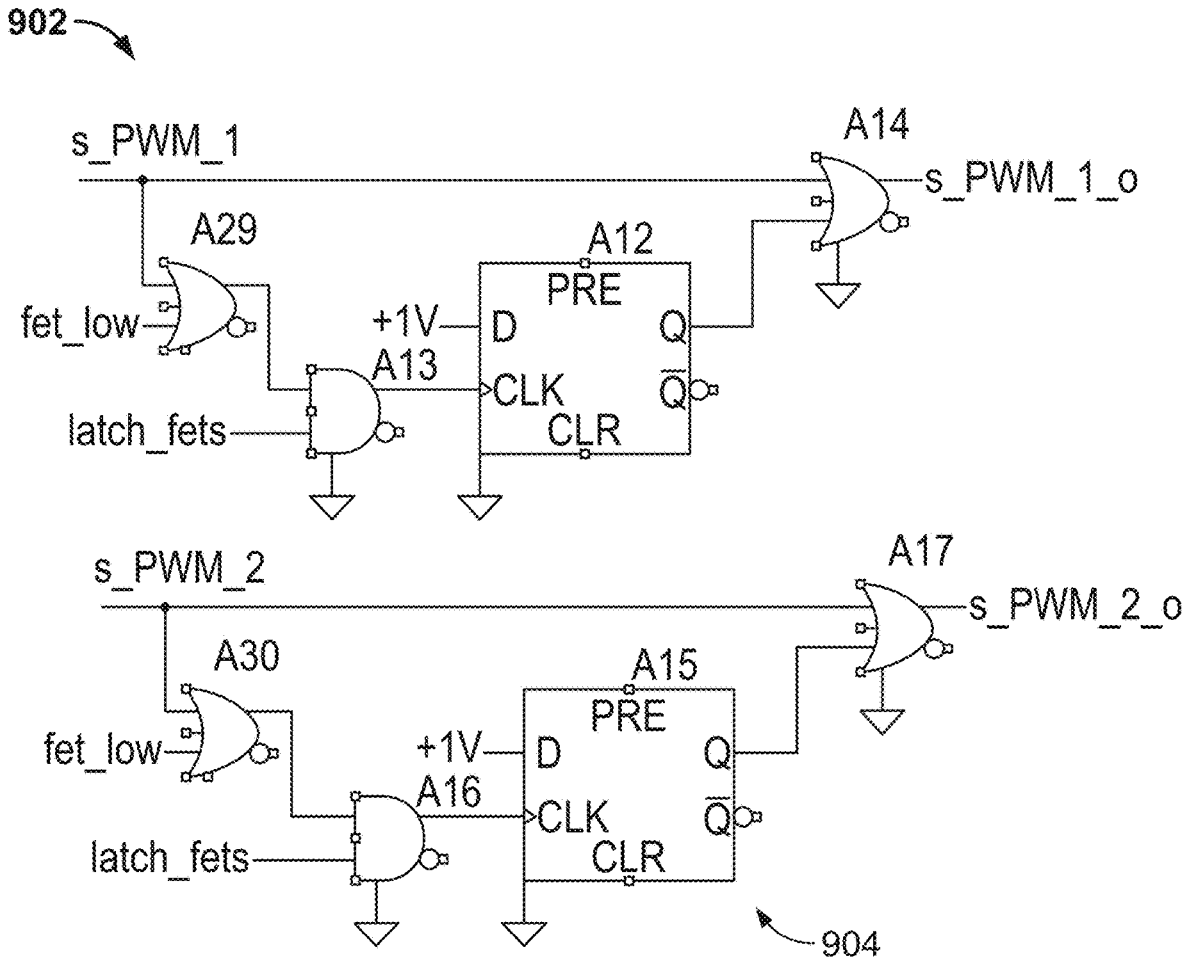 902
s_PWM_1
A14
s_PWM_1_o
A29
A12
PRE
fet_low
+1V
D
Q
A13
CLK
Q̅
latch_fets
CLR
s_PWM_2
A17
s_PWM_2_o
A30
A15
PRE
fet_low
+1V
D
Q
A16
CLK
Q̅
latch_fets
CLR
904